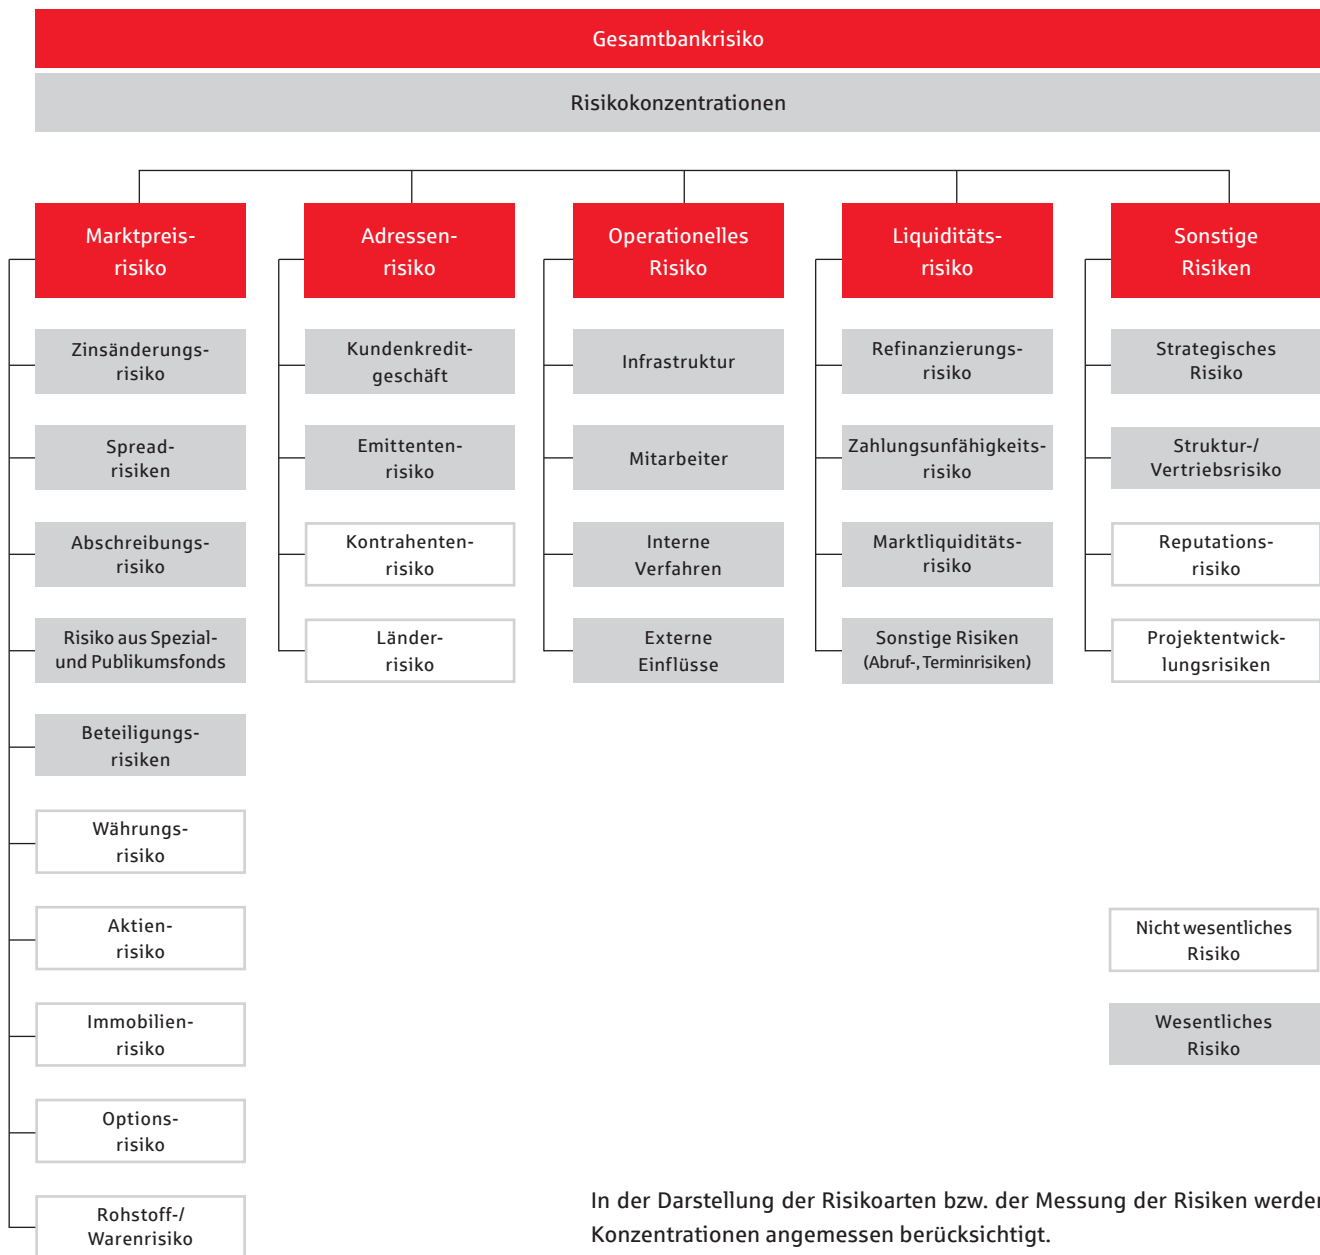 Gesamtbankrisiko
Risikokonzentrationen
Marktpreis-
risiko
Zinsänderungs-
risiko
Spread-
risiken
Abschreibungs-
risiko
Risiko aus Spezial-
und Publikumsfonds
Beteiligungs-
risiken
Währungs-
risiko
Aktien-
risiko
Immobilien-
risiko
Options-
risiko
Rohstoff-/
Warenrisiko
Adressen-
risiko
Kundenkredit-
geschäft
Emittenten-
risiko
Kontrahenten-
risiko
Länder-
risiko
Operationelles
Risiko
Infrastruktur
Mitarbeiter
Interne
Verfahren
Externe
Einflüsse
Liquiditäts-
risiko
Refinanzierungs-
risiko
Zahlungsunfähigkeits-
risiko
Marktliquiditäts-
risiko
Sonstige Risiken
(Abruf-, Terminrisiken)
Sonstige
Risiken
Strategisches
Risiko
Struktur-/
Vertriebsrisiko
Reputations-
risiko
Projektentwick-
lungsrisiken
Nicht wesentliches
Risiko
Wesentliches
Risiko
In der Darstellung der Risikoarten bzw. der Messung der Risiken werden
Konzentrationen angemessen berücksichtigt.